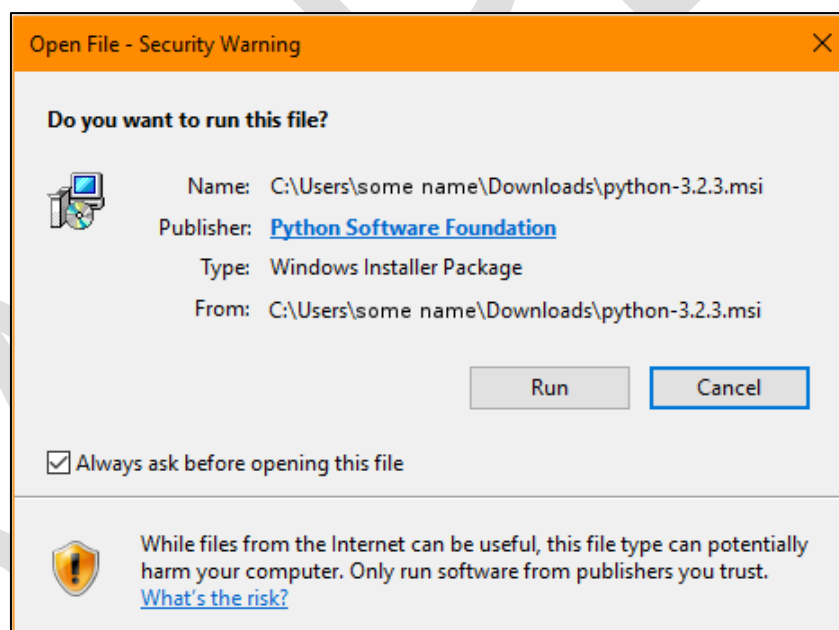 Open File - Security Warning
Do you want to run this file?
Name: C:\Users\some name\Downloads\python-3.2.3.msi
Publisher: Python Software Foundation
Type: Windows Installer Package
From: C:\Users\some name\Downloads\python-3.2.3.msi
Run Cancel
Always ask before opening this file
While files from the Internet can be useful, this file type can potentially
harm your computer. Only run software from publishers you trust.
What's the risk?